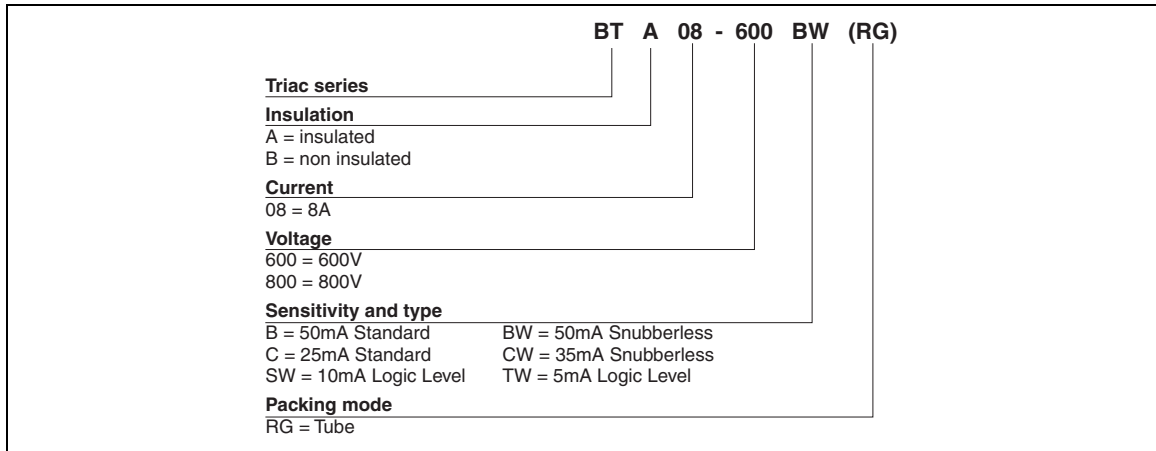 BT A 08 - 600 BW (RG)
Triac series
Insulation
A = insulated
B = non insulated
Current
08 = 8A
Voltage
600 = 600V
800 = 800V
Sensitivity and type
B = 50mA Standard BW = 50mA Snubberless
C = 25mA Standard CW = 35mA Snubberless
SW = 10mA Logic Level TW = 5mA Logic Level
Packing mode
RG = Tube